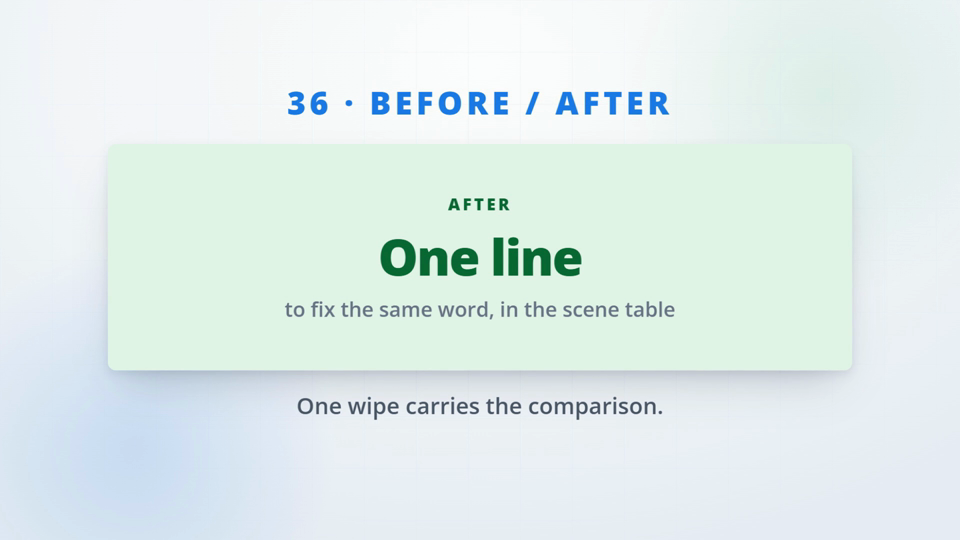 36 · BEFORE / AFTER
AFTER
One line
to fix the same word, in the scene table
One wipe carries the comparison.